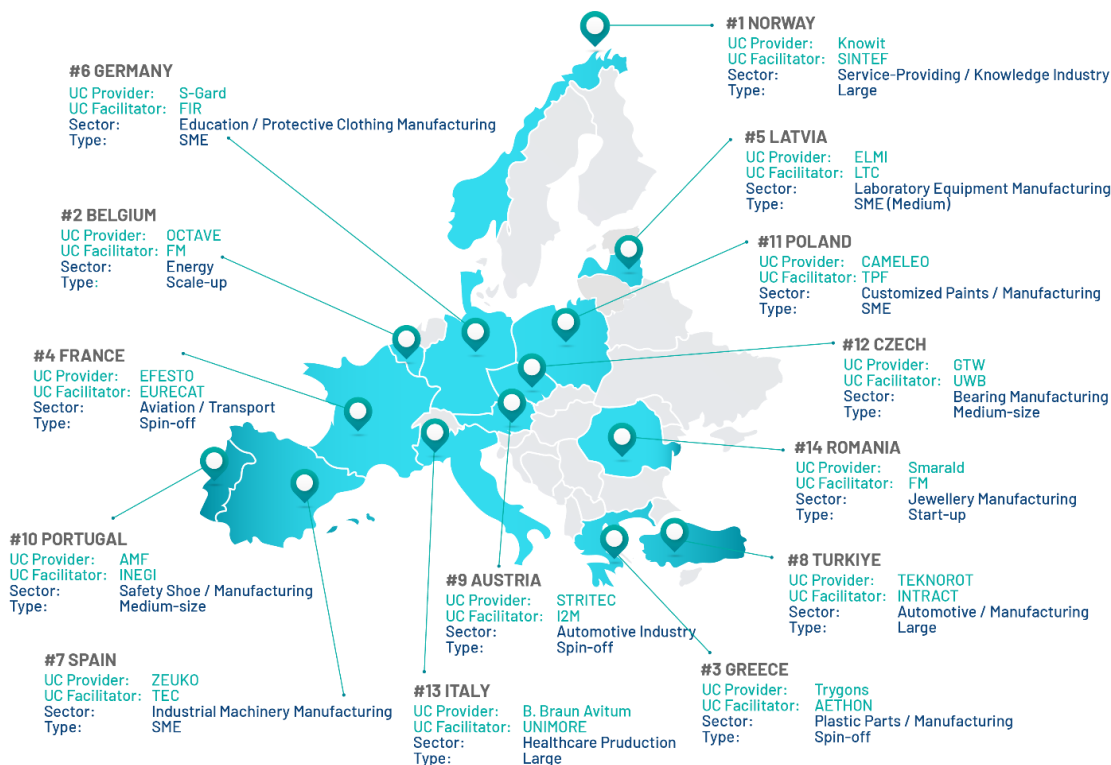 #1 NORWAY
UC Provider: Knowit
UC Facilitator: SINTEF
Sector: Service-Providing / Knowledge Industry
Type: Large
#6 GERMANY
UC Provider: S-Gard
UC Facilitator: FIR
Sector: Education / Protective Clothing Manufacturing
Type: SME
#5 LATVIA
UC Provider: ELMI
UC Facilitator: LTC
Sector: Laboratory Equipment Manufacturing
Type: SME (Medium)
#2 BELGIUM
UC Provider: OCTAVE
UC Facilitator: FM
Sector: Energy
Type: Scale-up
#11 POLAND
UC Provider: CAMELEO
UC Facilitator: TPF
Sector: Customized Paints / Manufacturing
Type: SME
#4 FRANCE
UC Provider: EFESTO
UC Facilitator: EURECAT
Sector: Aviation / Transport
Type: Spin-off
#12 CZECH
UC Provider: GTW
UC Facilitator: UWB
Sector: Bearing Manufacturing
Type: Medium-size
#14 ROMANIA
UC Provider: Smarald
UC Facilitator: FM
Sector: Jewellery Manufacturing
Type: Start-up
#10 PORTUGAL
UC Provider: AMF
UC Facilitator: INEGI
Sector: Safety Shoe / Manufacturing
Type: Medium-size
#9 AUSTRIA
UC Provider: STRITEC
UC Facilitator: I2M
Sector: Automotive Industry
Type: Spin-off
#8 TURKIYE
UC Provider: TEKNOROT
UC Facilitator: INTRACT
Sector: Automotive / Manufacturing
Type: Large
#7 SPAIN
UC Provider: ZEUKO
UC Facilitator: TEC
Sector: Industrial Machinery Manufacturing
Type: SME
#13 ITALY
UC Provider: B. Braun Avitum
UC Facilitator: UNIMORE
Sector: Healthcare Pruduction
Type: Large
#3 GREECE
UC Provider: Trygons
UC Facilitator: AETHON
Sector: Plastic Parts / Manufacturing
Type: Spin-off